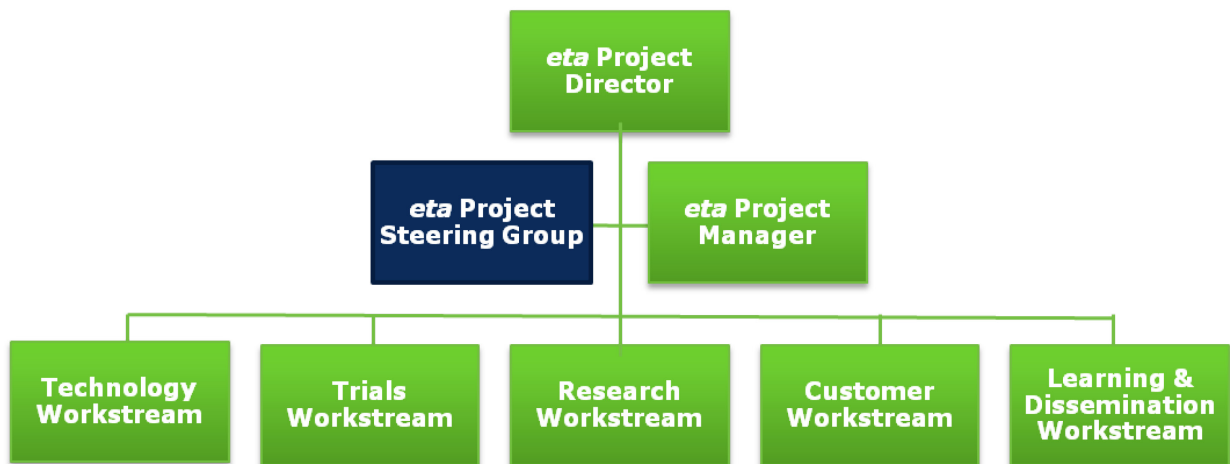 eta Project
Director
eta Project
Steering Group
eta Project
Manager
Technology
Workstream
Trials
Workstream
Research
Workstream
Customer
Workstream
Learning &
Dissemination
Workstream